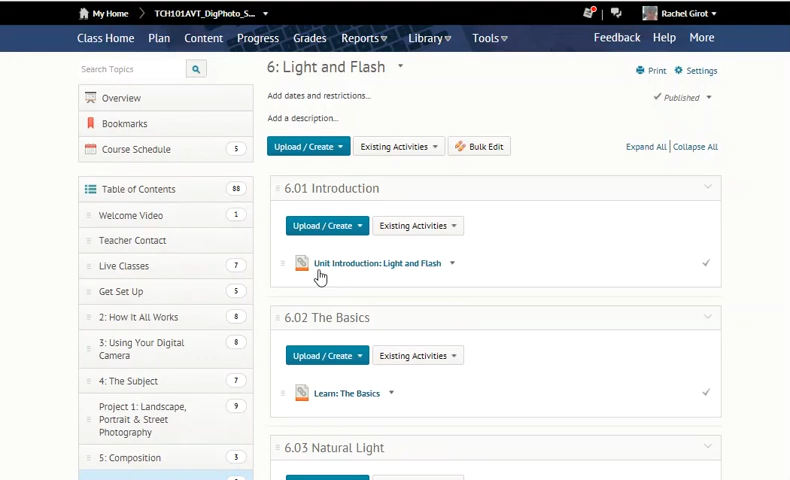 My Home
TCH101AVT_DigPhoto_S...
Rachel Girot
Class Home
Plan
Content
Progress
Grades
Reports
Library
Tools
Feedback
Help
More
Search Topics
Overview
Bookmarks
Course Schedule 5
Table of Contents 88
Welcome Video 1
Teacher Contact
Live Classes 7
Get Set Up 5
2: How It All Works 8
3: Using Your Digital 8
Camera
4: The Subject 7
Project 1: Landscape, 9
Portrait & Street
Photography
5: Composition 3
6: Light and Flash
Print
Settings
Add dates and restrictions...
Published
Add a description...
Upload / Create
Existing Activities
Bulk Edit
Expand All | Collapse All
6.01 Introduction
Upload / Create
Existing Activities
Unit Introduction: Light and Flash
6.02 The Basics
Upload / Create
Existing Activities
Learn: The Basics
6.03 Natural Light